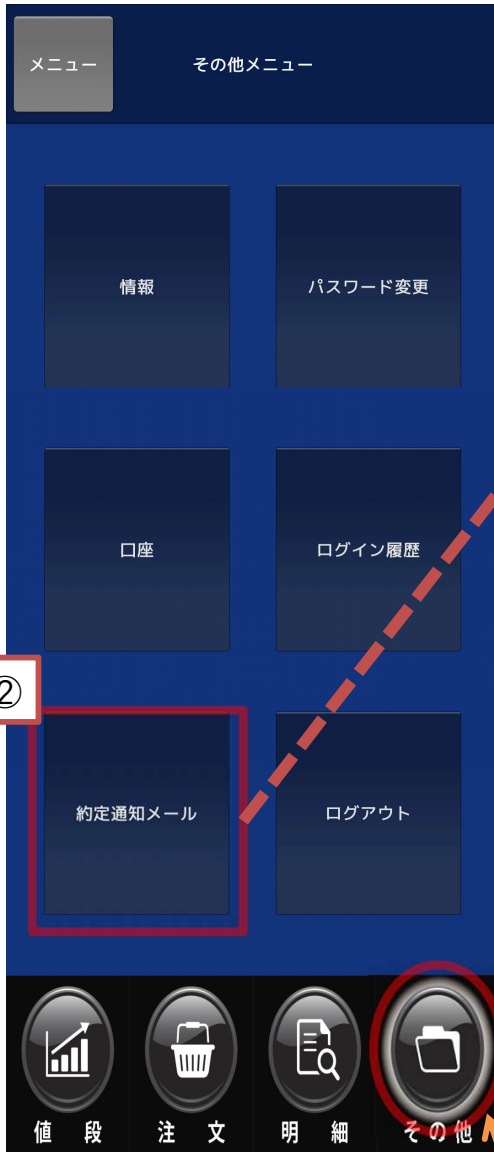 メニュー
その他メニュー
情報
パスワード変更
口座
ログイン履歴
②
約定通知メール
ログアウト
値 段
注 文
明 細
その他